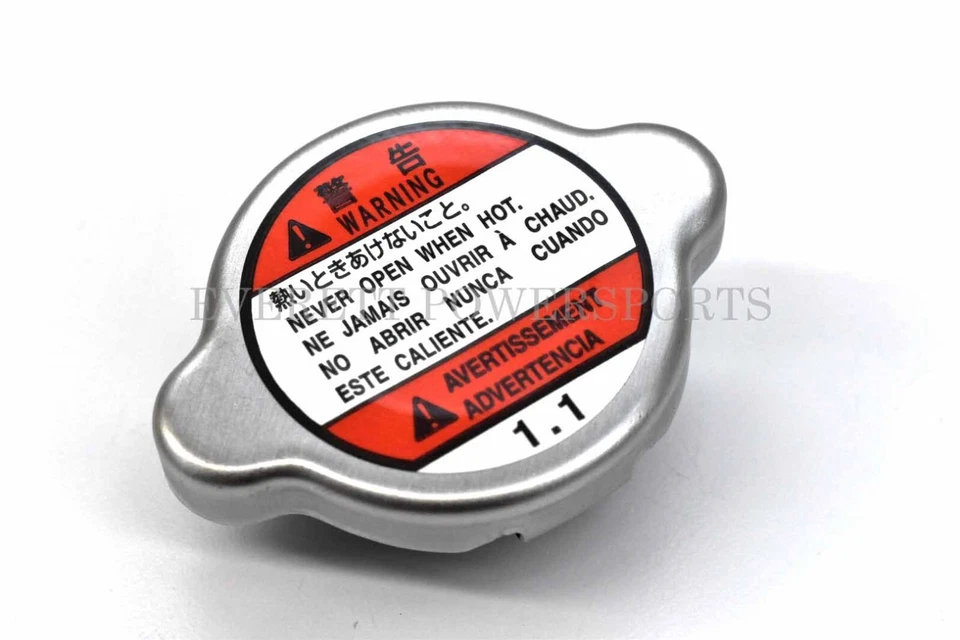 警告
WARNING
熱いときあけないこと。
NEVER OPEN WHEN HOT.
NE JAMAIS OUVRIR À CHAUD.
NO ABRIR NUNCA CUANDO
ESTE CALIENTE.
AVERTISSEMENT
ADVERTENCIA
1.1
EVERETT POWERSPORTS